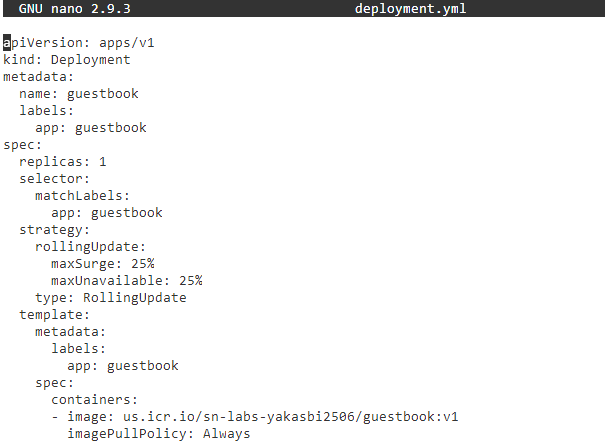 GNU nano 2.9.3 deployment.yml
apiVersion: apps/v1
kind: Deployment
metadata:
  name: guestbook
  labels:
    app: guestbook
spec:
  replicas: 1
  selector:
    matchLabels:
      app: guestbook
  strategy:
    rollingUpdate:
      maxSurge: 25%
      maxUnavailable: 25%
    type: RollingUpdate
  template:
    metadata:
      labels:
        app: guestbook
    spec:
      containers:
      - image: us.icr.io/sn-labs-yakasbi2506/guestbook:v1
        imagePullPolicy: Always